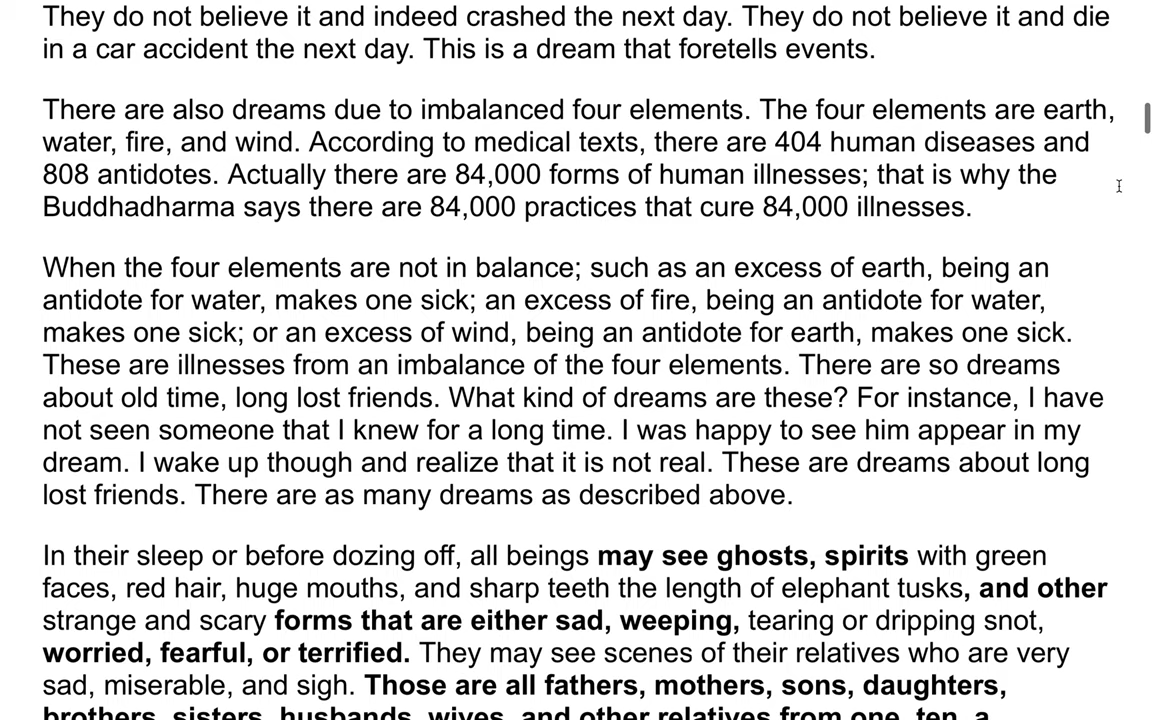 They do not believe it and indeed crashed the next day. They do not believe it and die
in a car accident the next day. This is a dream that foretells events.
There are also dreams due to imbalanced four elements. The four elements are earth,
water, fire, and wind. According to medical texts, there are 404 human diseases and
808 antidotes. Actually there are 84,000 forms of human illnesses; that is why the
Buddhadharma says there are 84,000 practices that cure 84,000 illnesses.
When the four elements are not in balance; such as an excess of earth, being an
antidote for water, makes one sick; an excess of fire, being an antidote for water,
makes one sick; or an excess of wind, being an antidote for earth, makes one sick.
These are illnesses from an imbalance of the four elements. There are so dreams
about old time, long lost friends. What kind of dreams are these? For instance, I have
not seen someone that I knew for a long time. I was happy to see him appear in my
dream. I wake up though and realize that it is not real. These are dreams about long
lost friends. There are as many dreams as described above.
In their sleep or before dozing off, all beings may see ghosts, spirits with green
faces, red hair, huge mouths, and sharp teeth the length of elephant tusks, and other
strange and scary forms that are either sad, weeping, tearing or dripping snot,
worried, fearful, or terrified. They may see scenes of their relatives who are very
sad, miserable, and sigh. Those are all fathers, mothers, sons, daughters,
brothers, sisters, husbands, wives, and other relatives from one, ten, a